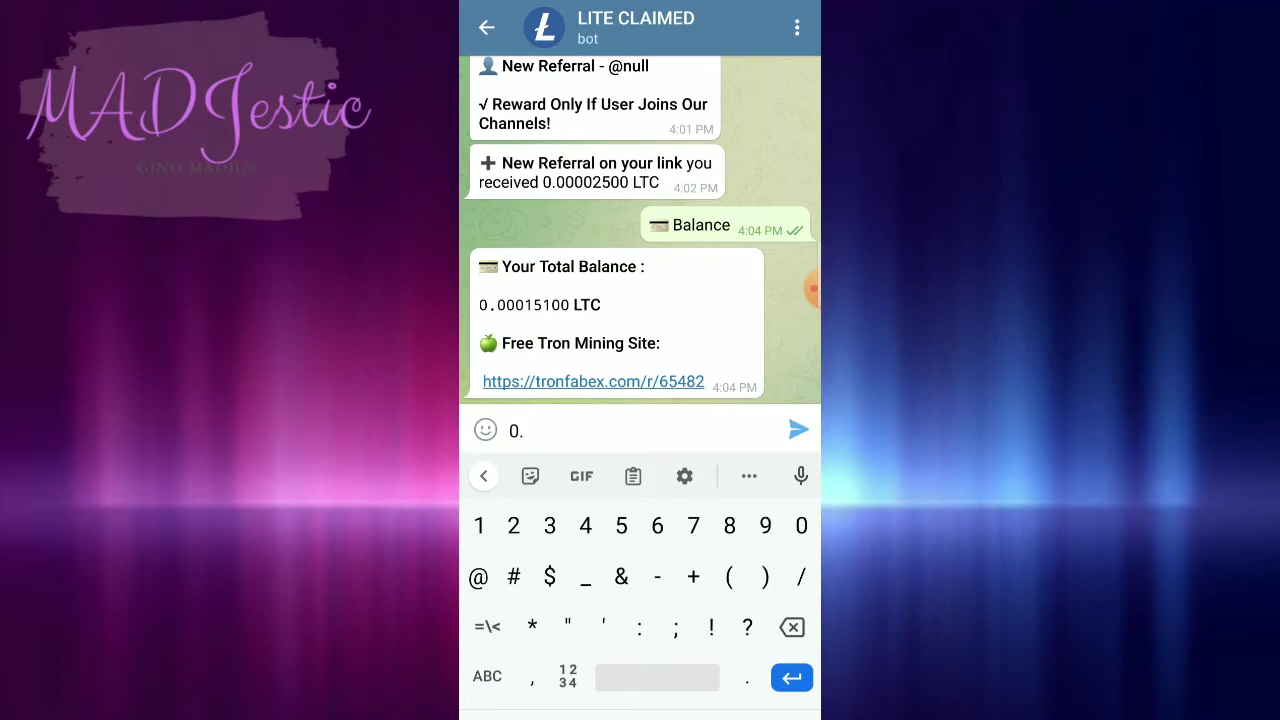 MADJestic
GINO MADJUS
LITE CLAIMED
bot
New Referral - @null
√ Reward Only If User Joins Our
Channels!
4:01 PM
➕ New Referral on your link you
received 0.00002500 LTC
4:02 PM
Balance
4:04 PM
Your Total Balance :
0.00015100 LTC
Free Tron Mining Site:
https://tronfabex.com/r/65482
4:04 PM
0.
GIF
1 2 3 4 5 6 7 8 9 0
@ # $ _ & - + ( ) /
=\< * " ' : ; ! ?
ABC , 12 34 .